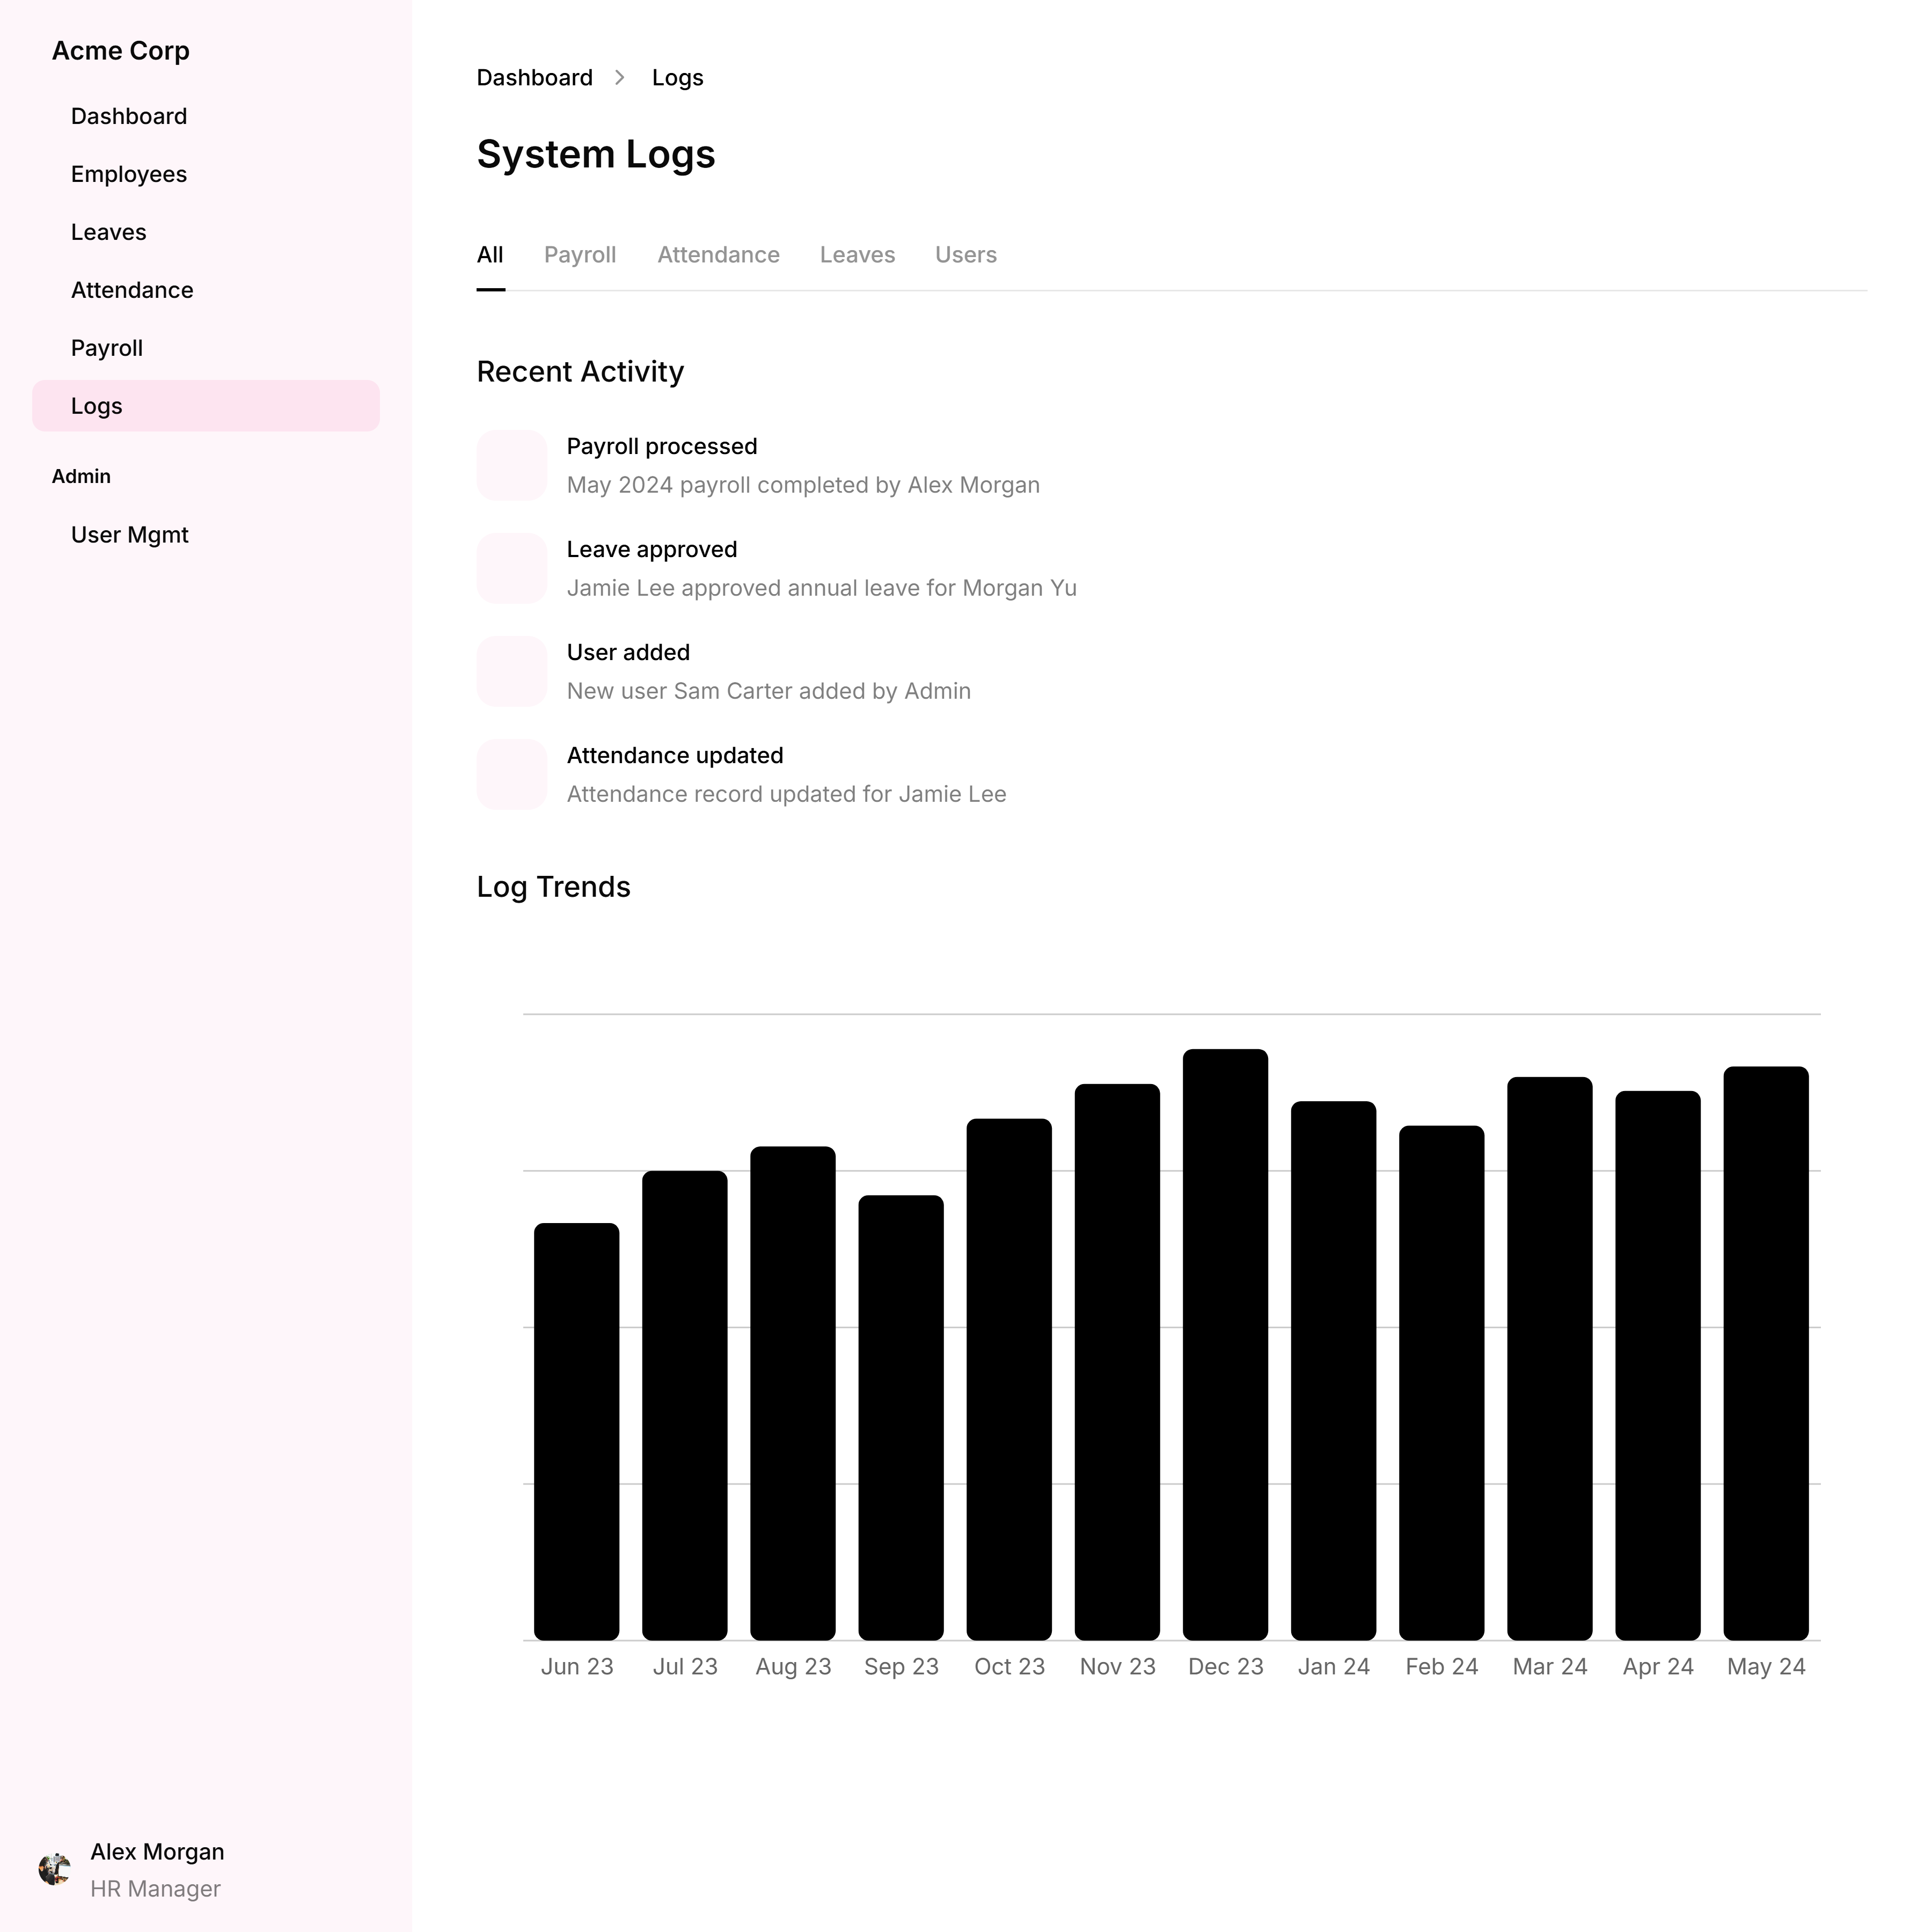 Acme Corp
Dashboard
Employees
Leaves
Attendance
Payroll
Logs
Admin
User Mgmt
Alex Morgan
HR Manager
Dashboard Logs
System Logs
All Payroll Attendance Leaves Users
Recent Activity
Payroll processed
May 2024 payroll completed by Alex Morgan
Leave approved
Jamie Lee approved annual leave for Morgan Yu
User added
New user Sam Carter added by Admin
Attendance updated
Attendance record updated for Jamie Lee
Log Trends
Jun 23 Jul 23 Aug 23 Sep 23 Oct 23 Nov 23 Dec 23 Jan 24 Feb 24 Mar 24 Apr 24 May 24